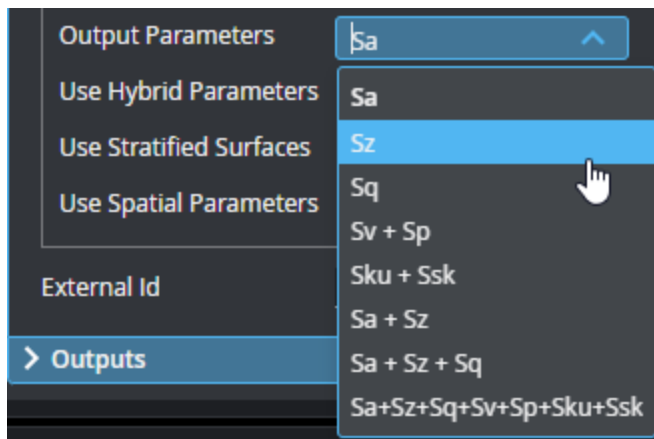 Output Parameters
Sa
Use Hybrid Parameters
Use Stratified Surfaces
Use Spatial Parameters
External Id
Outputs
Sa
Sz
Sq
Sv + Sp
Sku + Ssk
Sa + Sz
Sa + Sz + Sq
Sa+Sz+Sq+Sv+Sp+Sku+Ssk